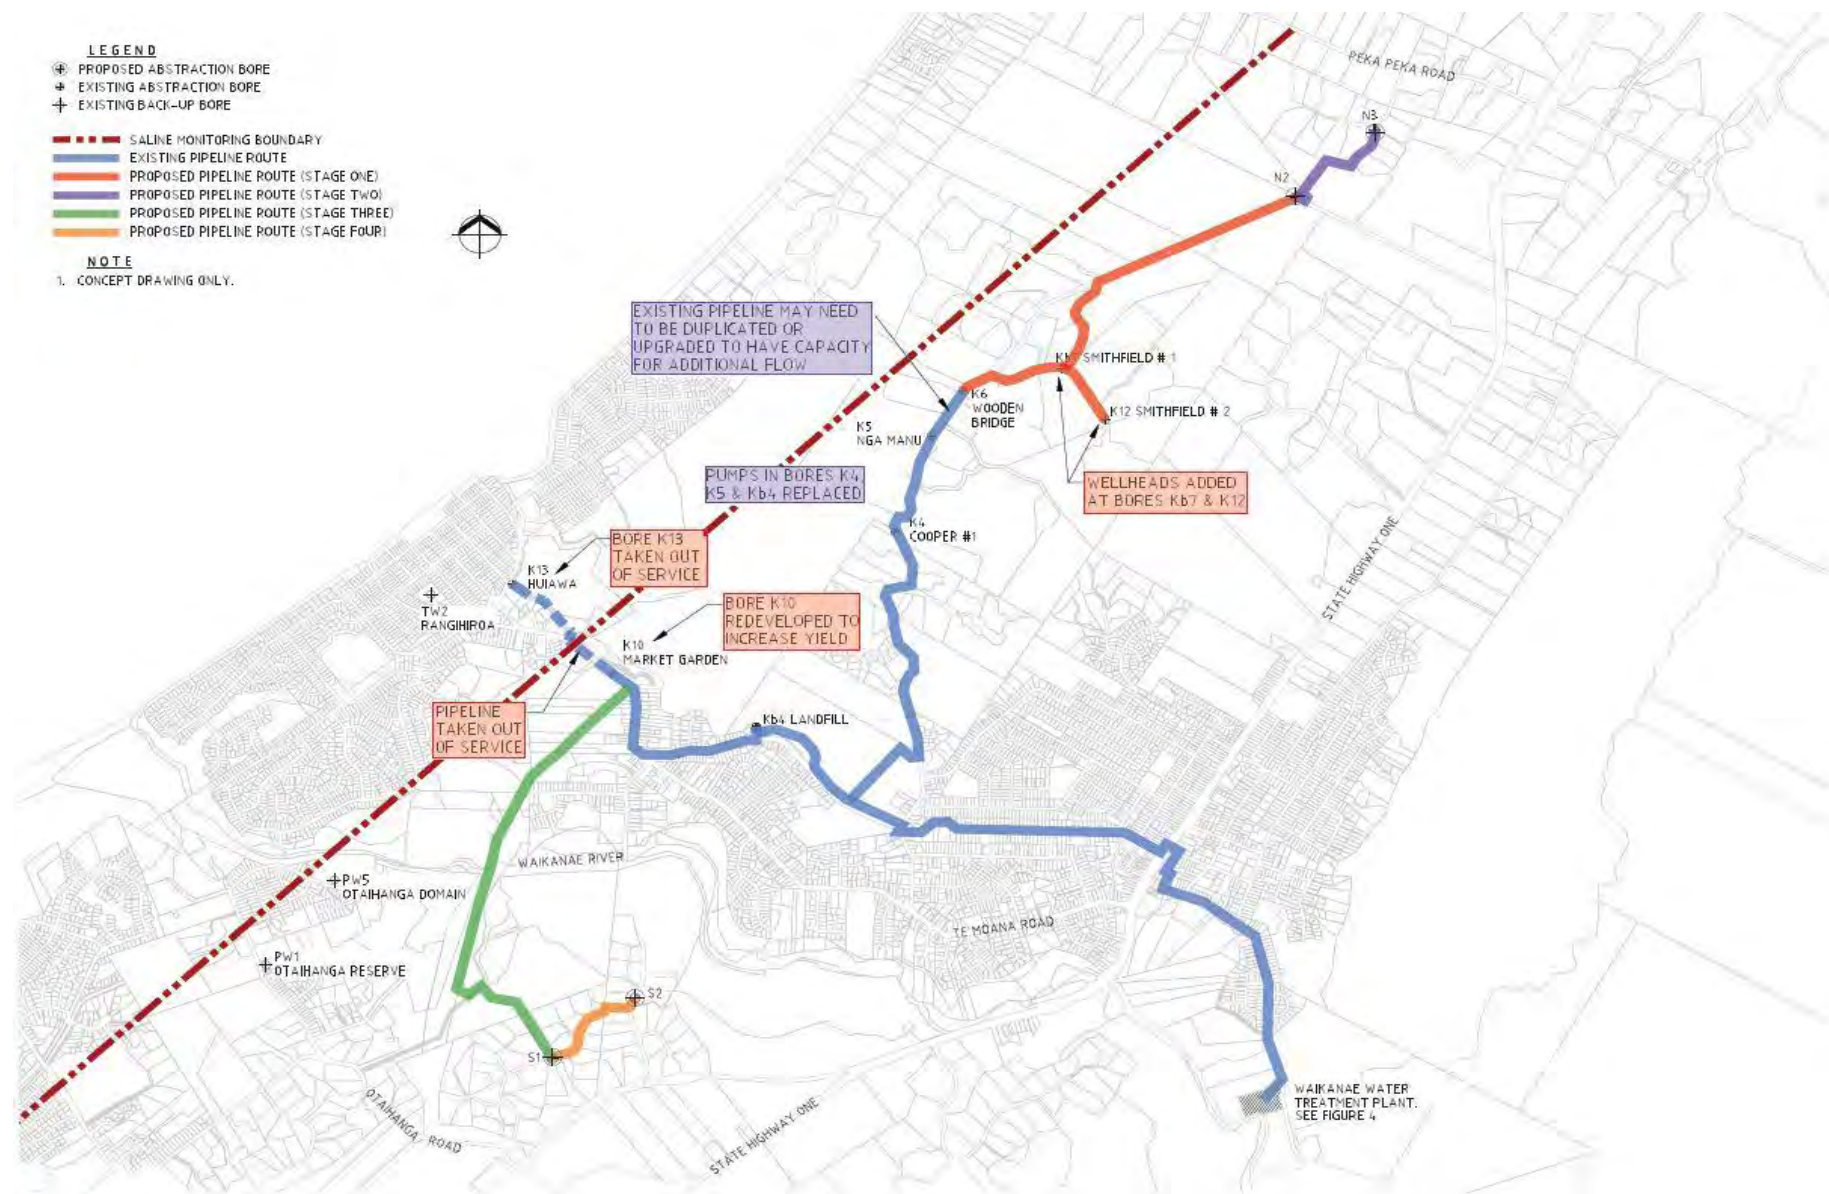 LEGEND
PROPOSED ABSTRACTION BORE
EXISTING ABSTRACTION BORE
EXISTING BACK-UP BORE
SALINE MONITORING BOUNDARY
EXISTING PIPELINE ROUTE
PROPOSED PIPELINE ROUTE (STAGE ONE)
PROPOSED PIPELINE ROUTE (STAGE TWO)
PROPOSED PIPELINE ROUTE (STAGE THREE)
PROPOSED PIPELINE ROUTE (STAGE FOUR)
NOTE
1. CONCEPT DRAWING ONLY.
PEKA PEKA ROAD
N3
N2
EXISTING PIPELINE MAY NEED
TO BE DUPLICATED OR
UPGRADED TO HAVE CAPACITY
FOR ADDITIONAL FLOW
Kb7 SMITHFIELD # 1
K6
WOODEN
BRIDGE
K12 SMITHFIELD # 2
K5
NGA MANU
PUMPS IN BORES K4,
K5 & Kb4 REPLACED
WELLHEADS ADDED
AT BORES Kb7 & K12
K4
COOPER #1
STATE HIGHWAY ONE
BORE K13
TAKEN OUT
OF SERVICE
K13
HUIAWA
TW2
RANGIHIROA
BORE K10
REDEVELOPED TO
INCREASE YIELD
K10
MARKET GARDEN
PIPELINE
TAKEN OUT
OF SERVICE
Kb4 LANDFILL
WAIKANAE RIVER
PW5
OTAIHANGA DOMAIN
TE MOANA ROAD
PW1
OTAIHANGA RESERVE
S2
S1
OTAIHANGA ROAD
STATE HIGHWAY ONE
WAIKANAE WATER
TREATMENT PLANT.
SEE FIGURE 4